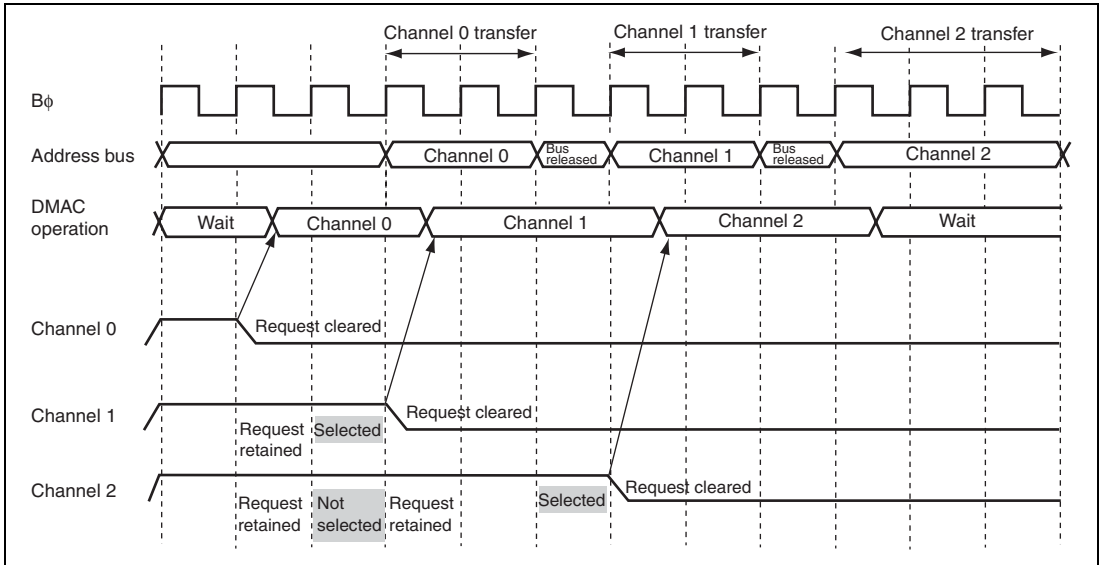 Channel 0 transfer Channel 1 transfer Channel 2 transfer
Bϕ
Address bus Channel 0 Bus released Channel 1 Bus released Channel 2
DMAC operation Wait Channel 0 Channel 1 Channel 2 Wait
Channel 0 Request cleared
Channel 1 Request cleared
Request retained Selected
Channel 2 Request cleared
Request retained Not selected Request retained Selected